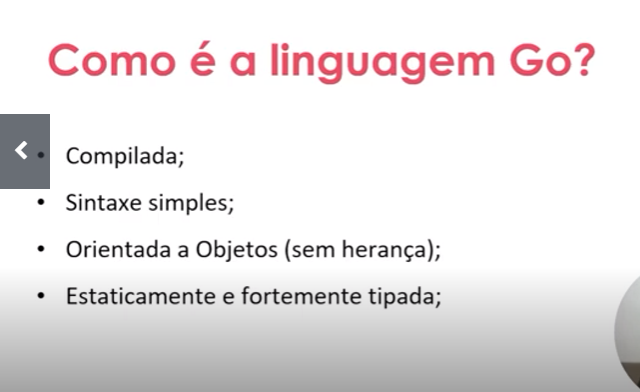 Como é a linguagem Go?
• Compilada;
• Sintaxe simples;
• Orientada a Objetos (sem herança);
• Estaticamente e fortemente tipada;